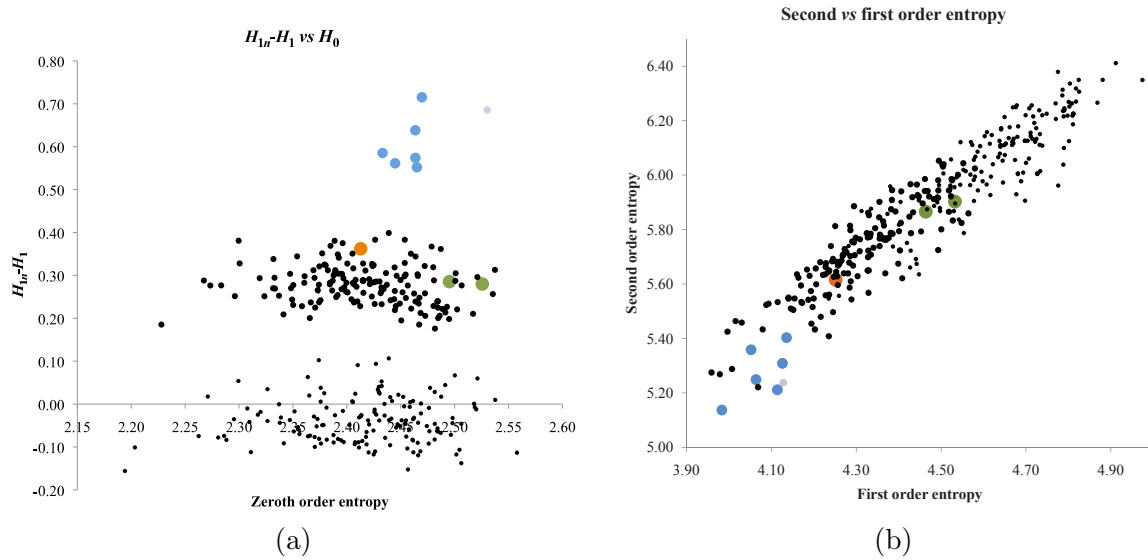 H1n-H1 vs H0
0.80
0.70
0.60
0.50
0.40
0.30
0.20
0.10
0.00
-0.10
-0.20
2.15 2.20 2.25 2.30 2.35 2.40 2.45 2.50 2.55 2.60
H1n-H1
Zeroth order entropy
(a)
Second vs first order entropy
6.40
6.20
6.00
5.80
5.60
5.40
5.20
5.00
3.90 4.10 4.30 4.50 4.70 4.90
Second order entropy
First order entropy
(b)